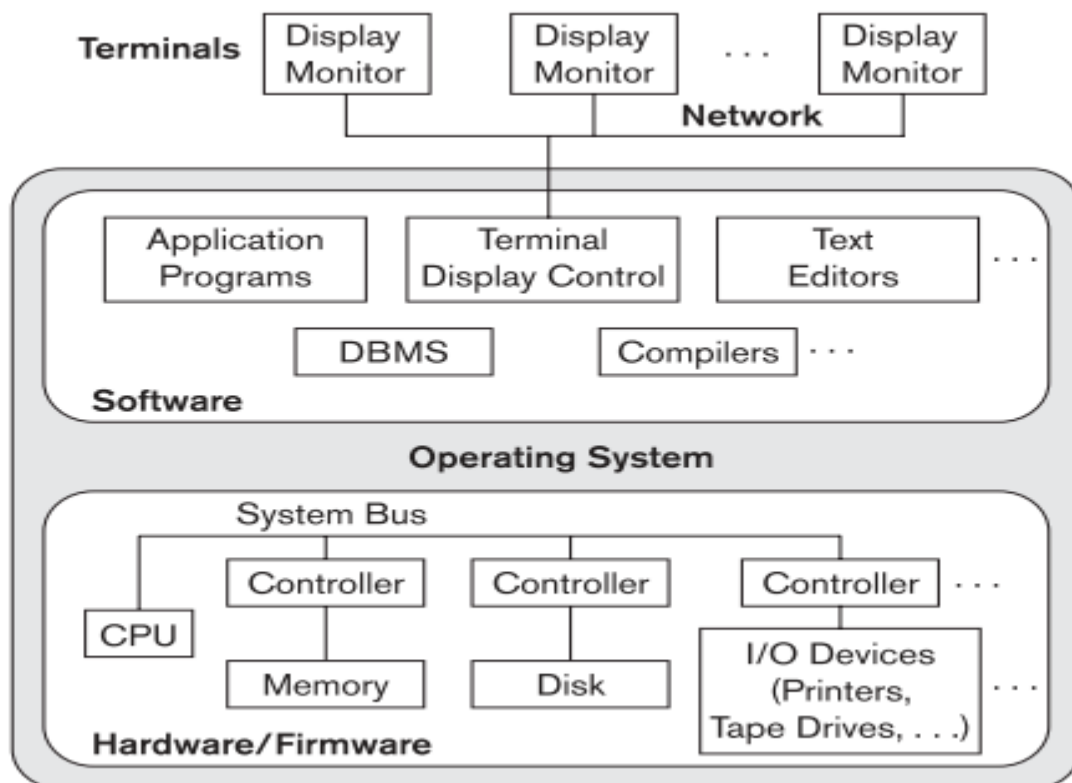 Terminals
Display
Monitor
Display
Monitor
. . .
Display
Monitor
Network
Application
Programs
Terminal
Display Control
Text
Editors
. . .
DBMS
Compilers
. . .
Software
Operating System
System Bus
Controller
Controller
Controller
. . .
CPU
Memory
Disk
I/O Devices
(Printers,
Tape Drives, . . .)
. . .
Hardware/Firmware